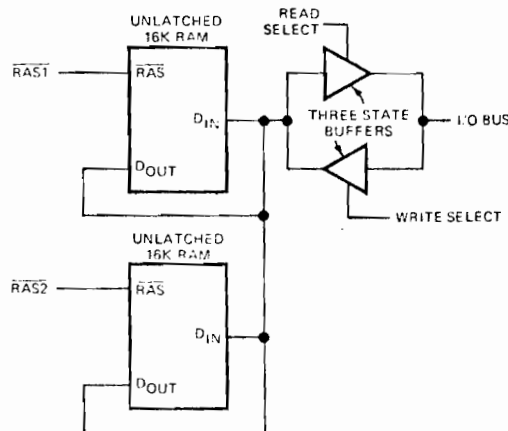 UNLATCHED
16K RAM
READ
SELECT
RAS1
RAS
DIN
DOUT
THREE STATE
BUFFERS
I/O BUS
WRITE SELECT
UNLATCHED
16K RAM
RAS2
RAS
DIN
DOUT